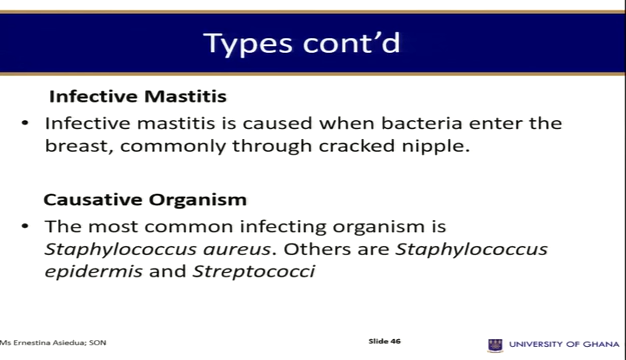 Types cont'd
Infective Mastitis
• Infective mastitis is caused when bacteria enter the
breast, commonly through cracked nipple.
Causative Organism
• The most common infecting organism is
Staphylococcus aureus. Others are Staphylococcus
epidermis and Streptococci
Ms Ernestina Asiedua; SON
Slide 46
UNIVERSITY OF GHANA